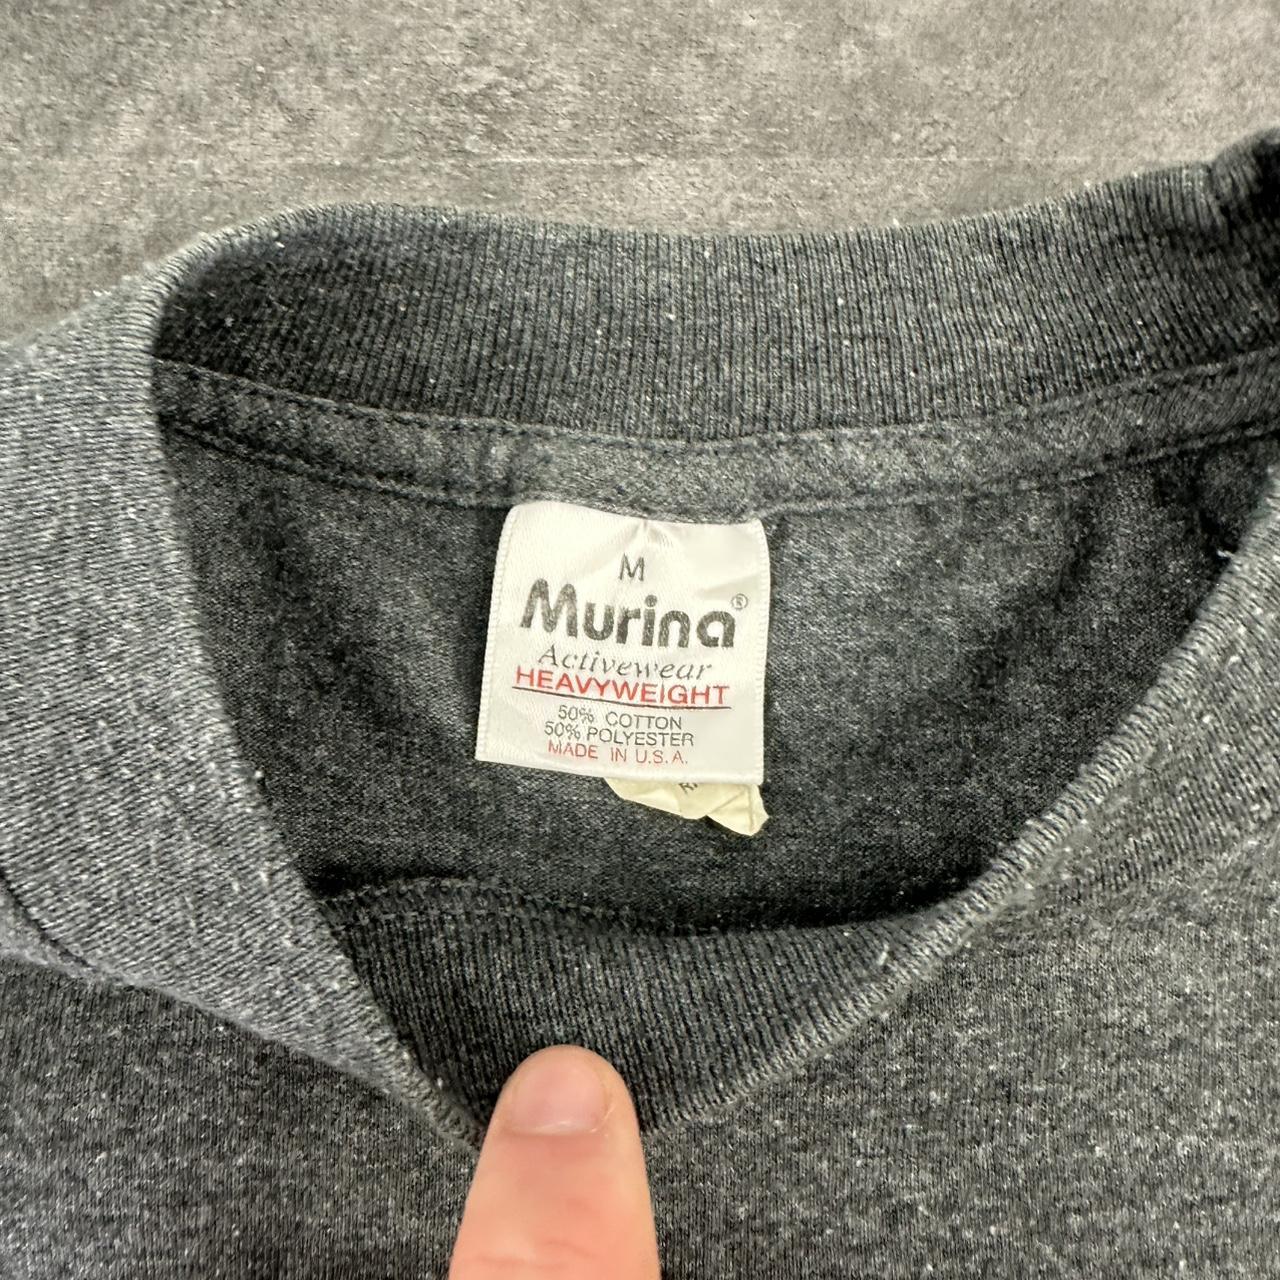 M
Murina®
Activewear
HEAVYWEIGHT
50% COTTON
50% POLYESTER
MADE IN U.S.A.